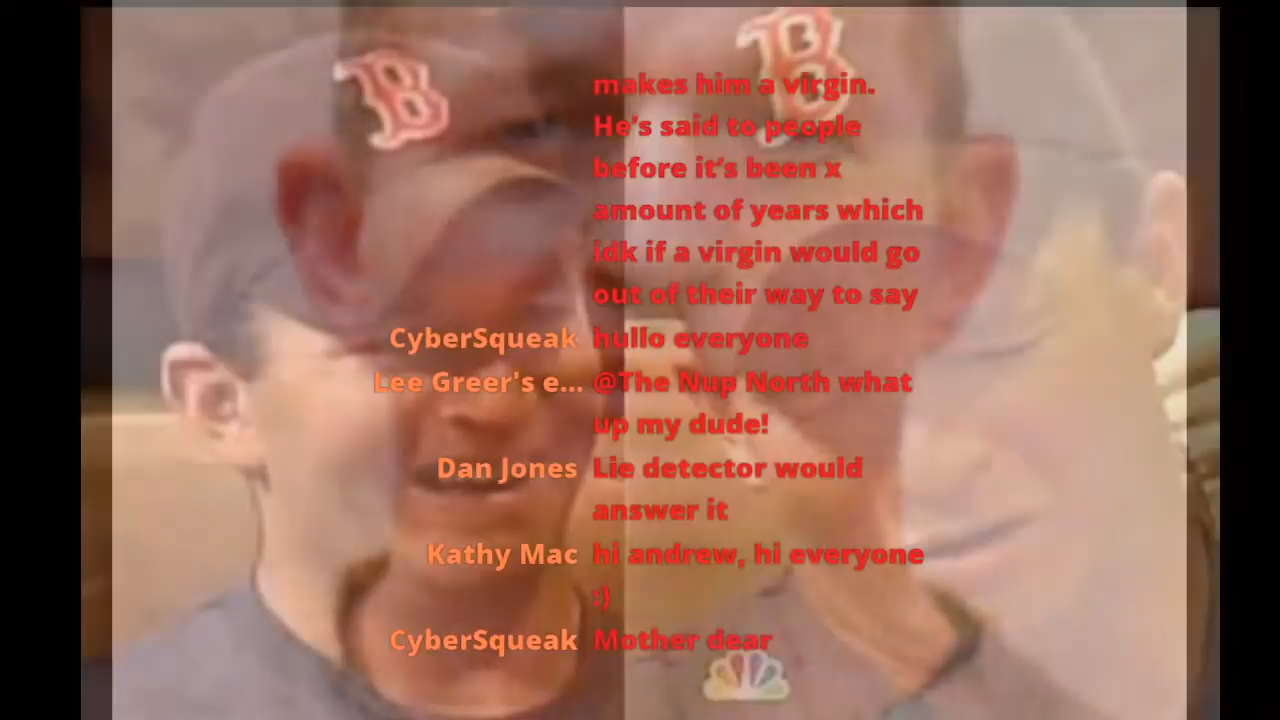 B
B
makes him a virgin.
He's said to people
before it's been x
amount of years which
idk if a virgin would go
out of their way to say
CyberSqueak hullo everyone
Lee Greer's e... @The Nup North what
up my dude!
Dan Jones Lie detector would
answer it
Kathy Mac hi andrew, hi everyone
:)
CyberSqueak Mother dear